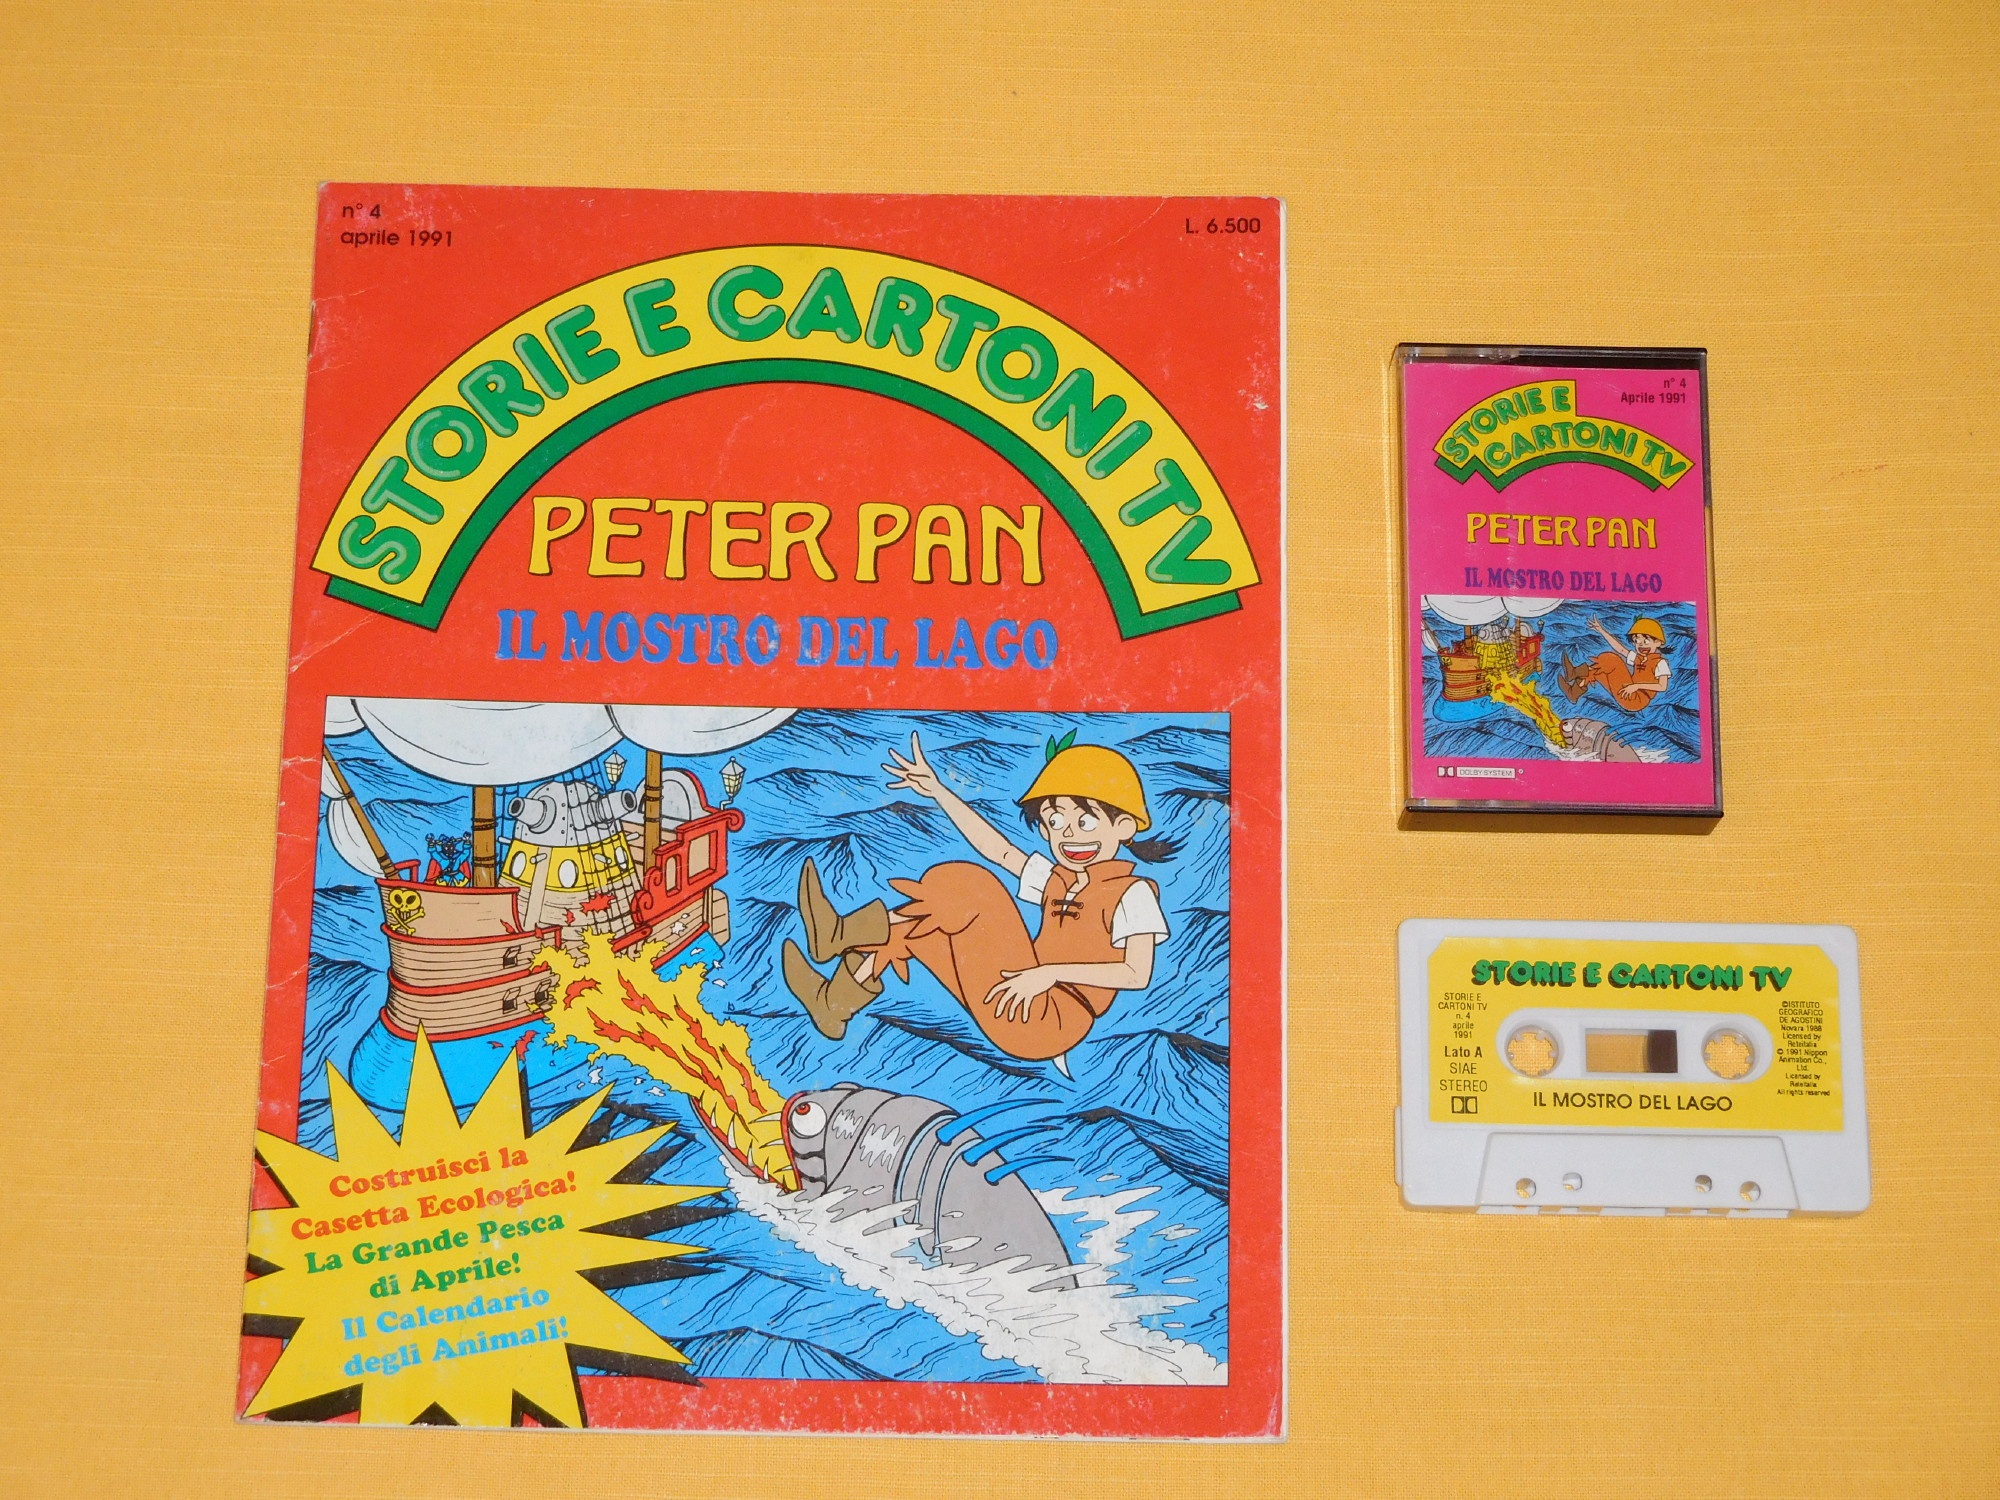 n° 4
aprile 1991
L. 6.500
STORIE E CARTONI TV
PETER PAN
IL MOSTRO DEL LAGO
Costruisci la
Casetta Ecologica!
La Grande Pesca
di Aprile!
Il Calendario
degli Animali!
n° 4
Aprile 1991
STORIE E
CARTONI TV
PETER PAN
IL MOSTRO DEL LAGO
DOLBY SYSTEM
STORIE E CARTONI TV
STORIE E
CARTONI TV
n. 4
aprile
1991
Lato A
SIAE
STEREO
©ISTITUTO
GEOGRAFICO
DE AGOSTINI
Novara 1988
Licensed by
Reteitalia
© 1991 Nippon
Animation Co.,
Ltd.
Licensed by
Reteitalia
All rights reserved
IL MOSTRO DEL LAGO